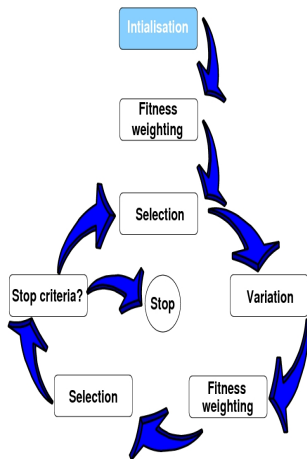 Intialisation
Fitness
weighting
Selection
Stop criteria?
Stop
Variation
Selection
Fitness
weighting